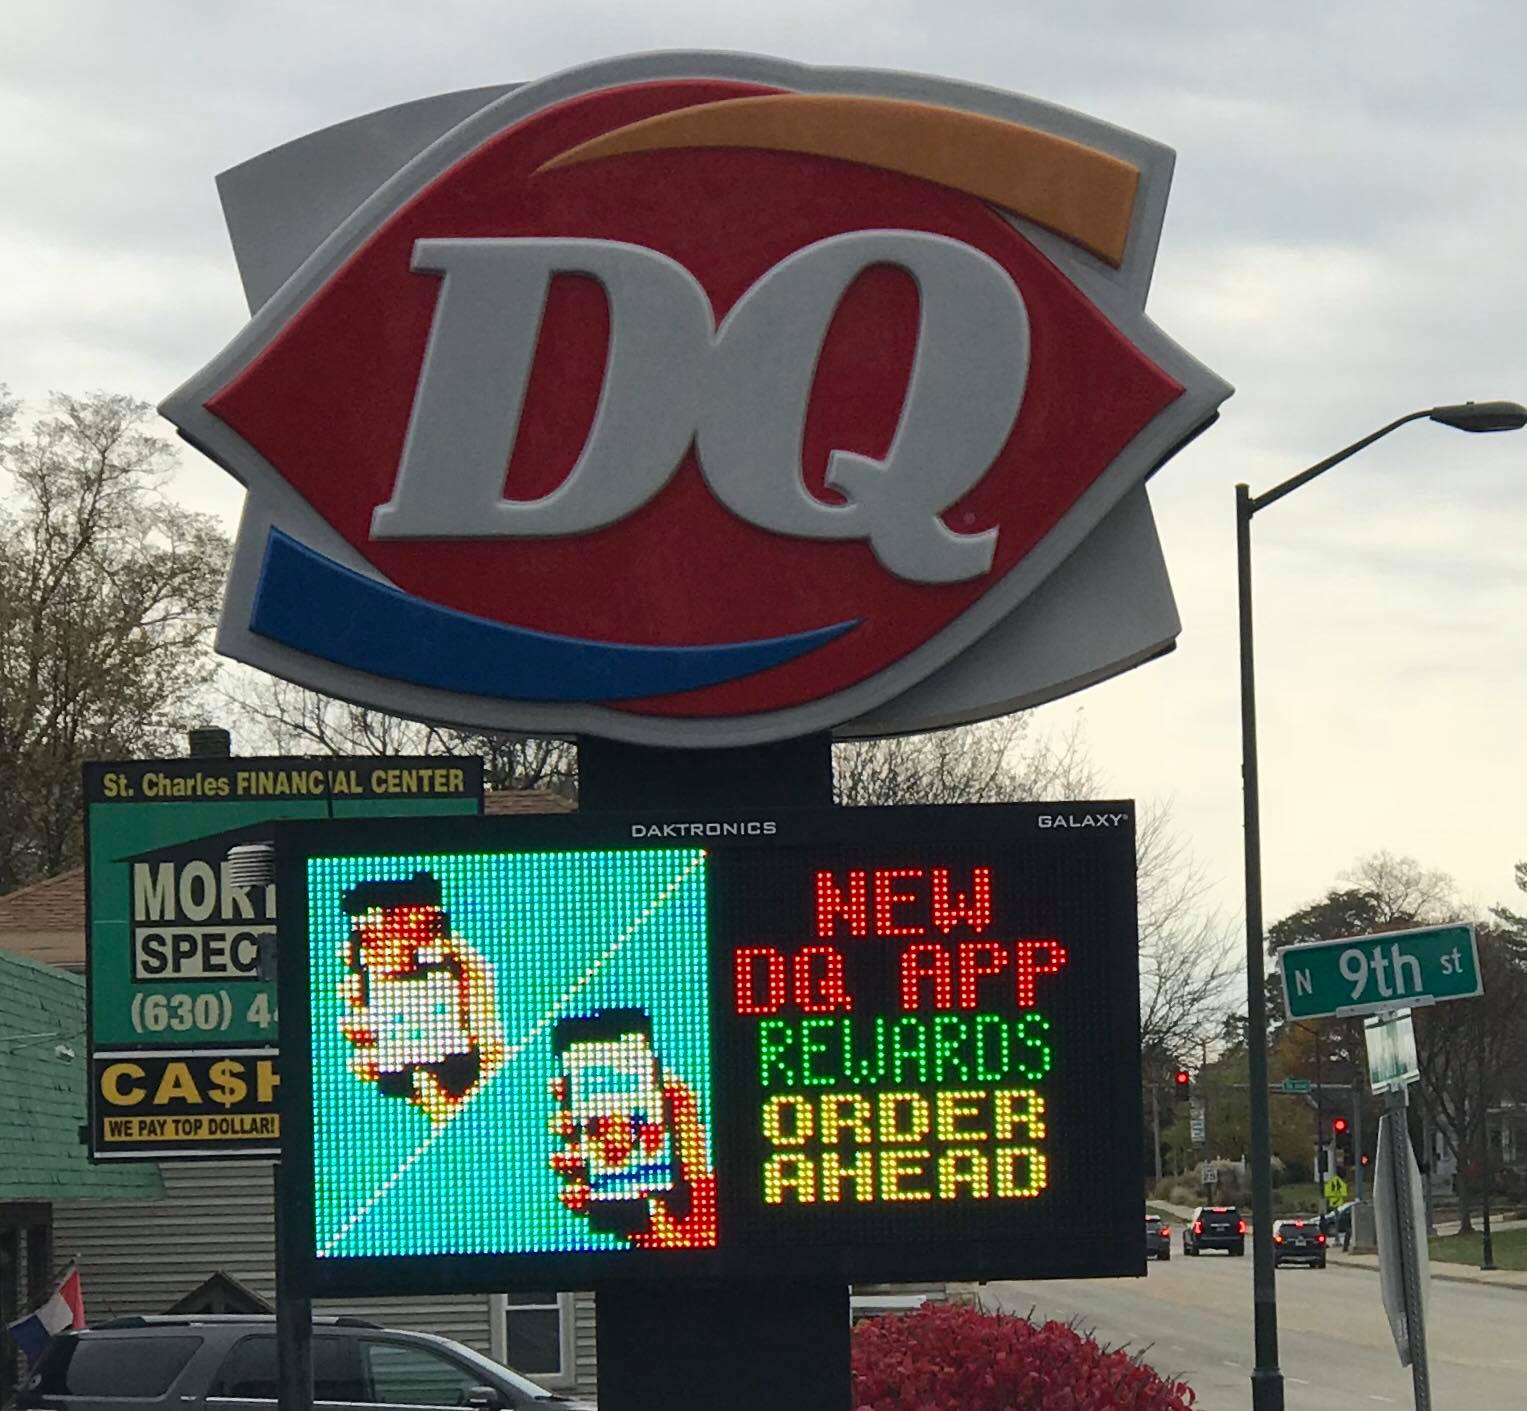 DQ
St. Charles FINANCIAL CENTER
(630) 4
CA$H
WE PAY TOP DOLLAR!
DAKTRONICS GALAXY
NEW
DQ APP
REWARDS
ORDER
AHEAD
N 9th St